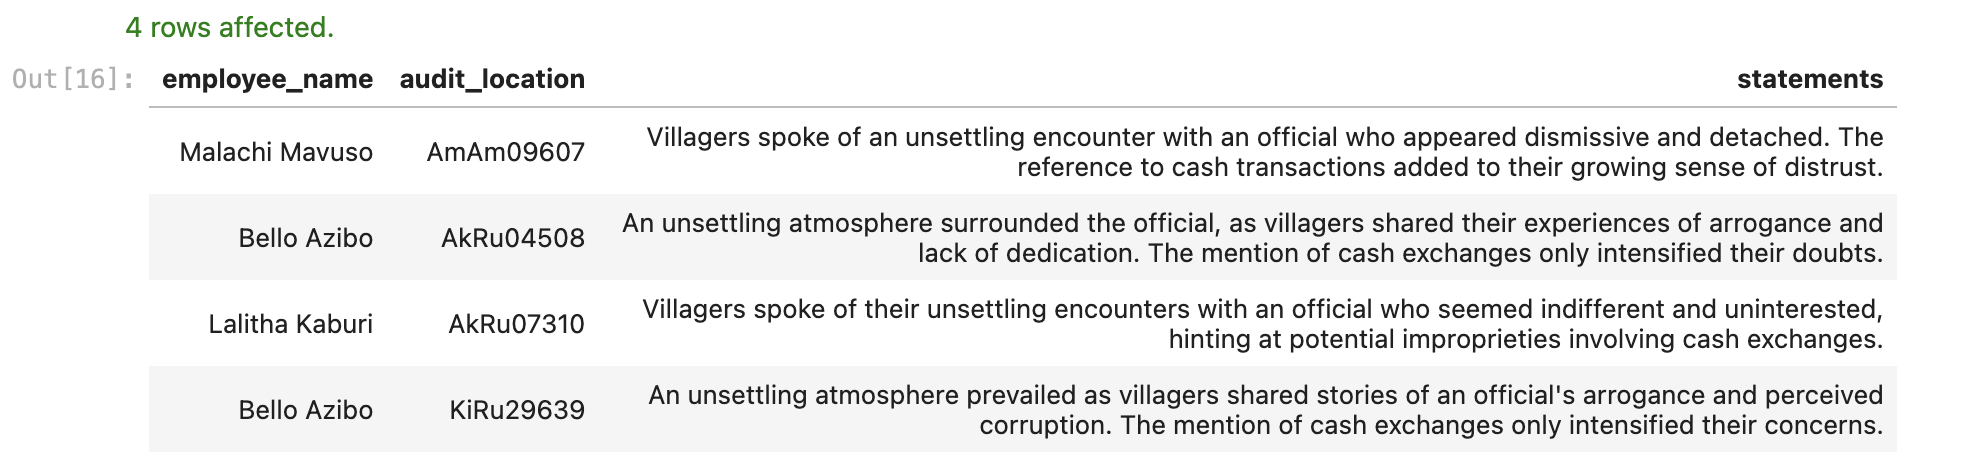 4 rows affected.
Out[16]: employee_name audit_location statements
Malachi Mavuso AmAm09607 Villagers spoke of an unsettling encounter with an official who appeared dismissive and detached. The
reference to cash transactions added to their growing sense of distrust.
Bello Azibo AkRu04508 An unsettling atmosphere surrounded the official, as villagers shared their experiences of arrogance and
lack of dedication. The mention of cash exchanges only intensified their doubts.
Lalitha Kaburi AkRu07310 Villagers spoke of their unsettling encounters with an official who seemed indifferent and uninterested,
hinting at potential improprieties involving cash exchanges.
Bello Azibo KiRu29639 An unsettling atmosphere prevailed as villagers shared stories of an official's arrogance and perceived
corruption. The mention of cash exchanges only intensified their concerns.